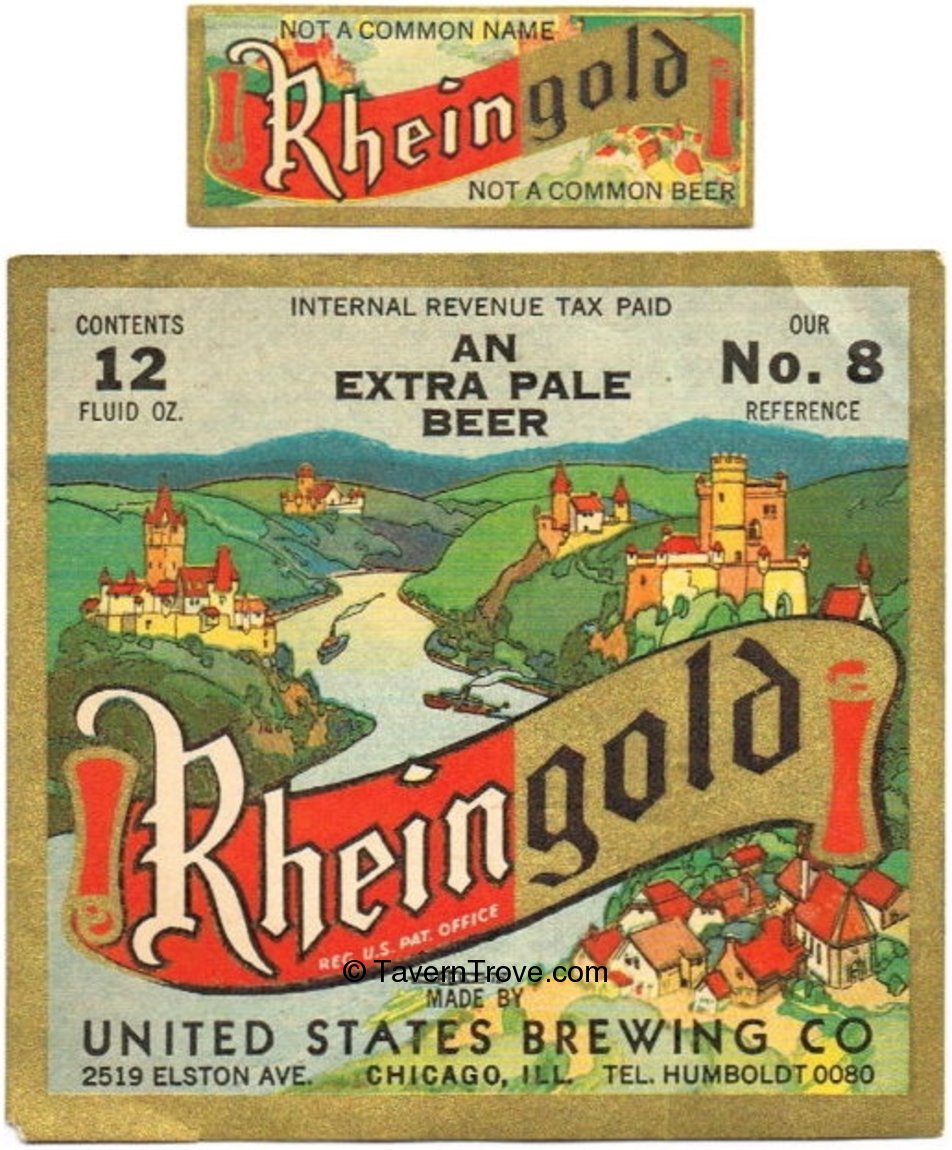 NOT A COMMON NAME
Rheingold
NOT A COMMON BEER
INTERNAL REVENUE TAX PAID
CONTENTS
12
FLUID OZ.
AN
EXTRA PALE
BEER
OUR
No. 8
REFERENCE
Rheingold
REG. U.S. PAT. OFFICE
© TavernTrove.com
MADE BY
UNITED STATES BREWING CO
2519 ELSTON AVE. CHICAGO, ILL. TEL. HUMBOLDT 0080